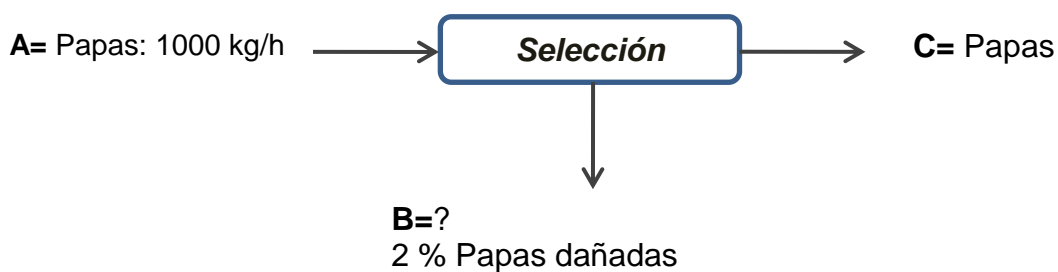 A= Papas: 1000 kg/h
Selección
C= Papas
B=?
2 % Papas dañadas